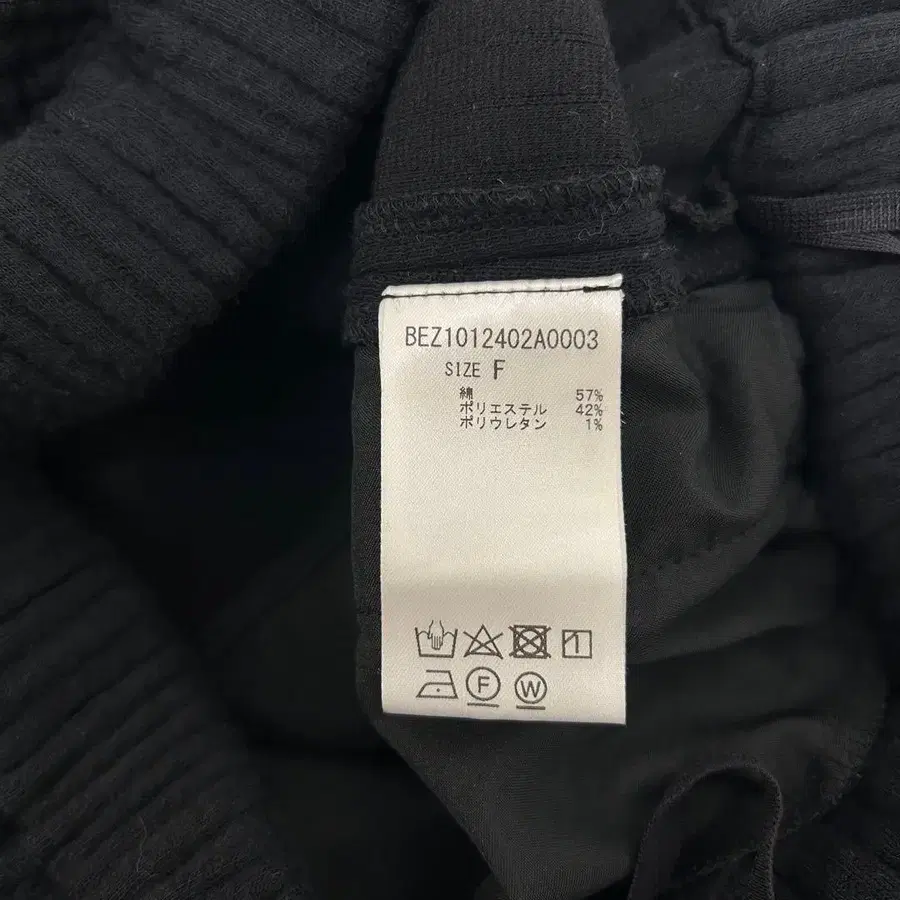 BEZ1012402A0003
SIZE F
綿 57%
ポリエステル 42%
ポリウレタン 1%
F W